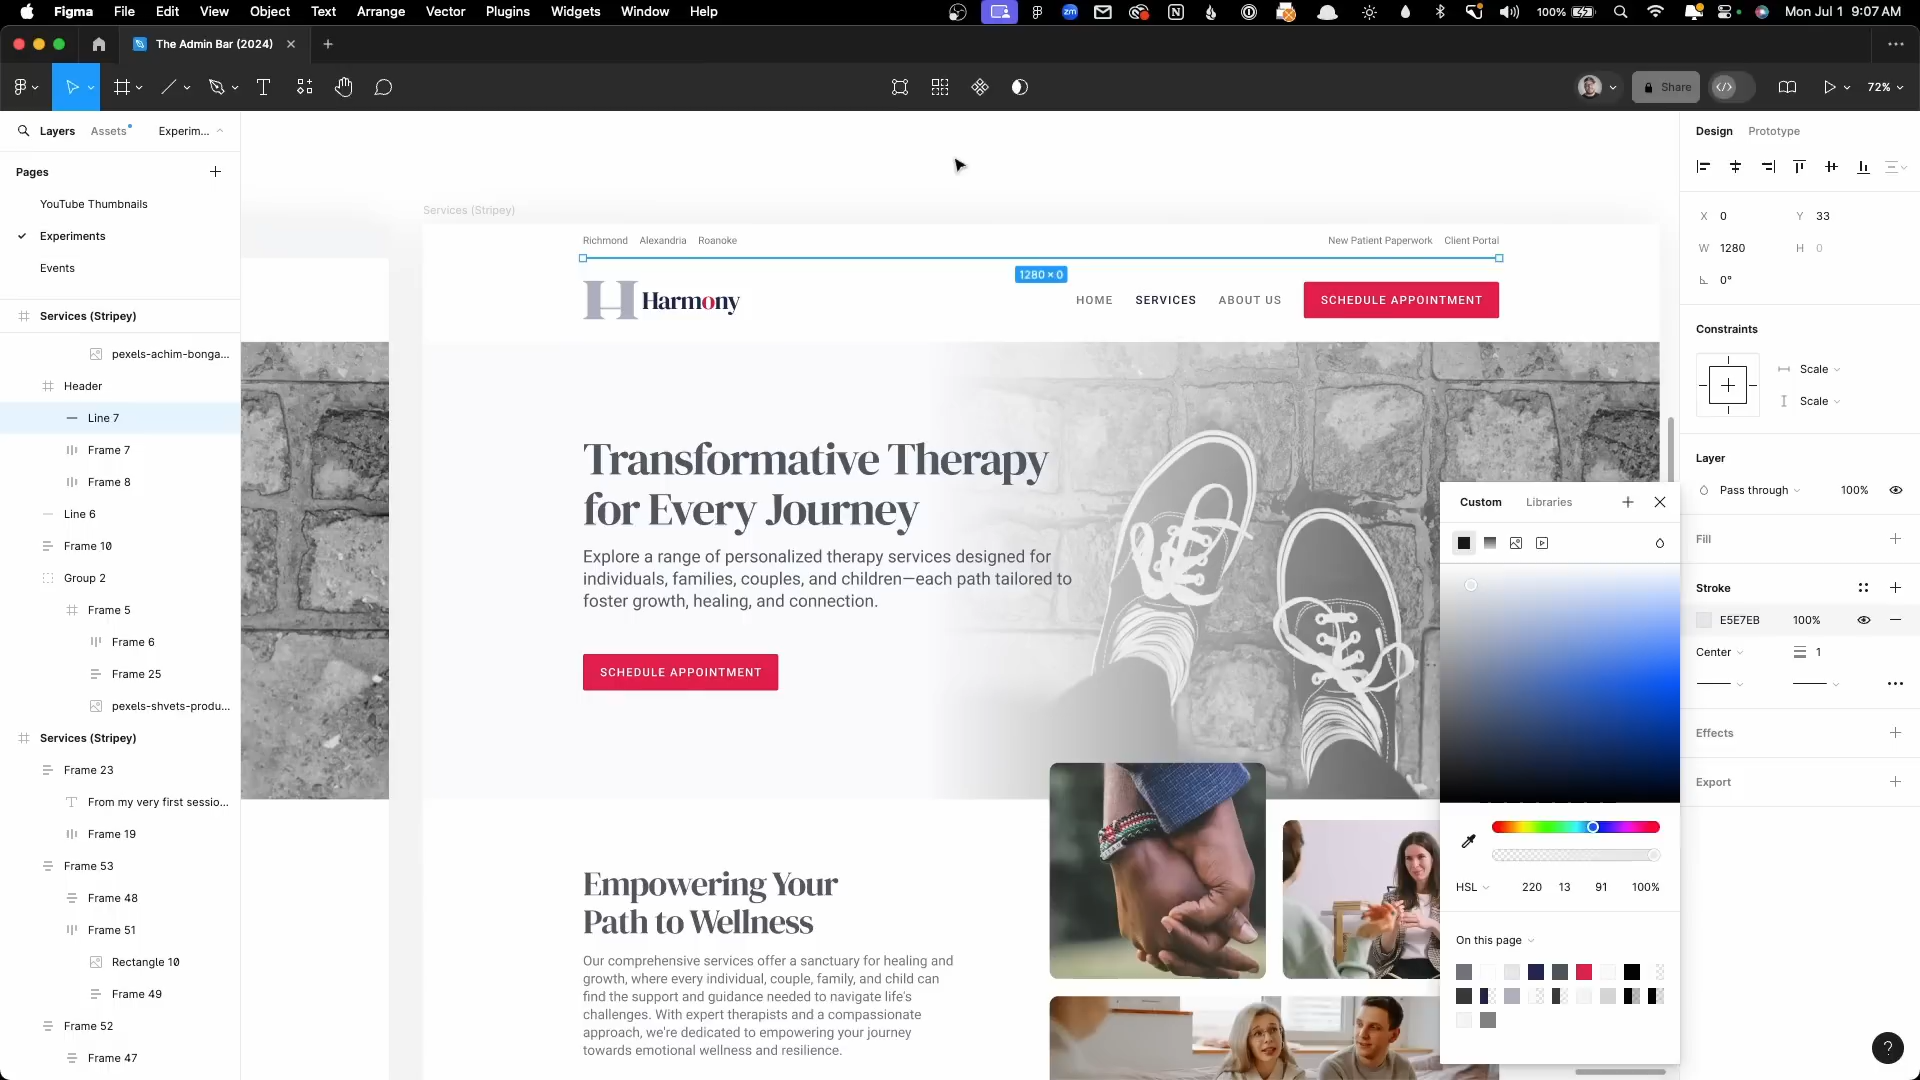 Figma File Edit View Object Text Arrange Vector Plugins Widgets Window Help
zm
100%
Mon Jul 1 9:07 AM
The Admin Bar (2024)
Share
72%
Layers Assets Experim...
Pages
YouTube Thumbnails
Experiments
Events
Services (Stripey)
pexels-achim-bonga...
Header
Line 7
Frame 7
Frame 8
Line 6
Frame 10
Group 2
Frame 5
Frame 6
Frame 25
pexels-shvets-produ...
Services (Stripey)
Frame 23
From my very first sessio...
Frame 19
Frame 53
Frame 48
Frame 51
Rectangle 10
Frame 49
Frame 52
Frame 47
Services (Stripey)
Richmond Alexandria Roanoke
New Patient Paperwork Client Portal
1280 × 0
H Harmony
HOME SERVICES ABOUT US SCHEDULE APPOINTMENT
Transformative Therapy
for Every Journey
Explore a range of personalized therapy services designed for
individuals, families, couples, and children—each path tailored to
foster growth, healing, and connection.
SCHEDULE APPOINTMENT
Empowering Your
Path to Wellness
Our comprehensive services offer a sanctuary for healing and
growth, where every individual, couple, family, and child can
find the support and guidance needed to navigate life's
challenges. With expert therapists and a compassionate
approach, we're dedicated to empowering your journey
towards emotional wellness and resilience.
Custom Libraries
HSL 220 13 91 100%
On this page
Design Prototype
X 0 Y 33
W 1280 H 0
0°
Constraints
Scale
Scale
Layer
Pass through 100%
Fill
Stroke
E5E7EB 100%
Center 1
Effects
Export
?